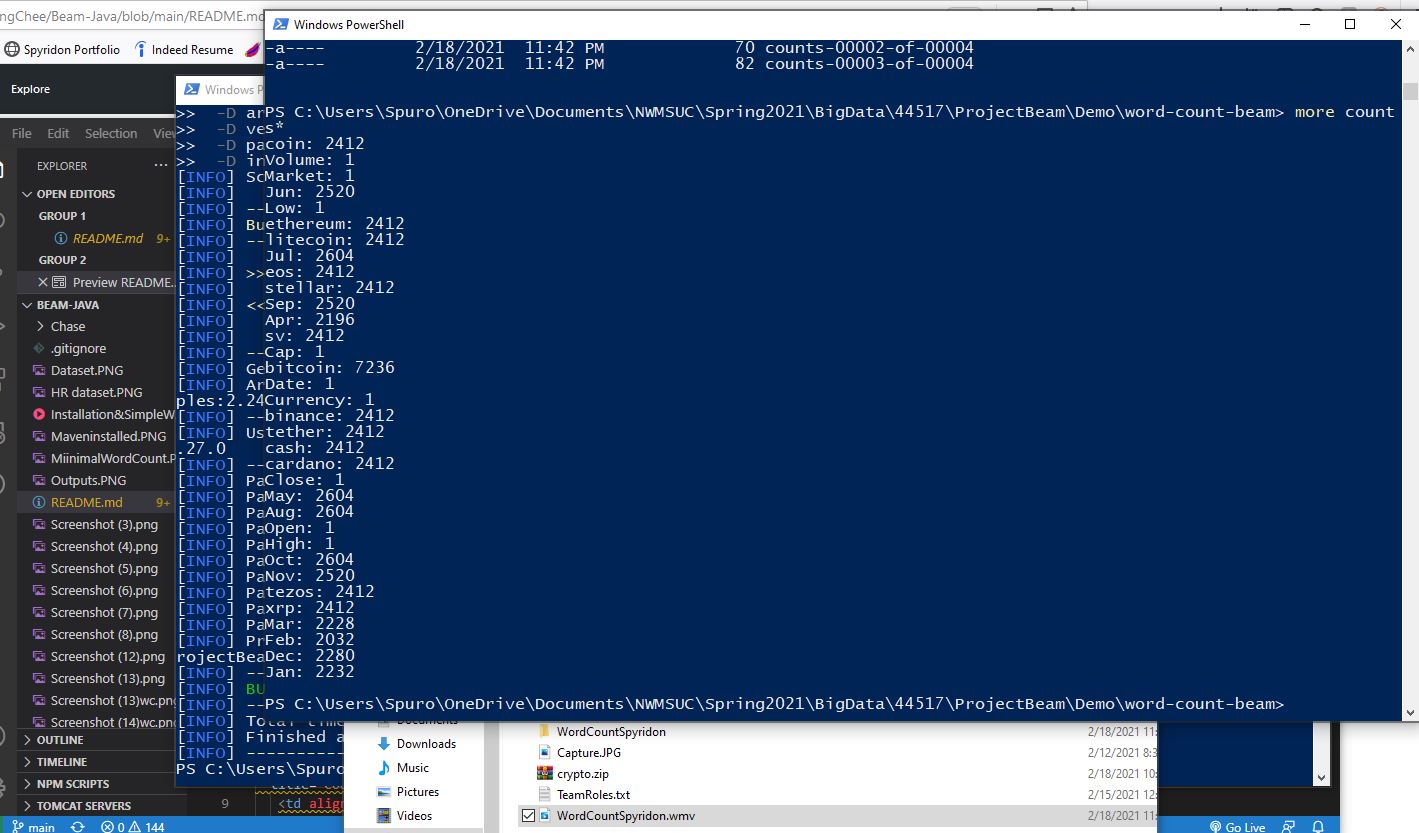 ngChee/Beam-Java/blob/main/README.md
Spyridon Portfolio
Indeed Resume
Explore
File Edit Selection View
EXPLORER
OPEN EDITORS
GROUP 1
README.md 9+
GROUP 2
Preview README...
BEAM-JAVA
Chase
.gitignore
Dataset.PNG
HR dataset.PNG
Installation&SimpleW
Maveninstalled.PNG
MiinimalWordCount.P
Outputs.PNG
README.md 9+
Screenshot (3).png
Screenshot (4).png
Screenshot (5).png
Screenshot (6).png
Screenshot (7).png
Screenshot (8).png
Screenshot (12).png
Screenshot (13).png
Screenshot (13)wc.png
Screenshot (14)wc.png
OUTLINE
TIMELINE
NPM SCRIPTS
TOMCAT SERVERS
main 0 144
Windows P
>> -D ar
>> -D ve
>> -D pa
>> -D in
[INFO] Sc
[INFO]
[INFO] --
[INFO] Bu
[INFO] --
[INFO]
[INFO] >>
[INFO]
[INFO] <<
[INFO]
[INFO]
[INFO] --
[INFO] Ge
[INFO] Ar
ples:2.24
[INFO] --
[INFO] Us
.27.0
[INFO] --
[INFO] Pa
[INFO] Pa
[INFO] Pa
[INFO] Pa
[INFO] Pa
[INFO] Pa
[INFO] Pa
[INFO] Pa
[INFO] Pa
[INFO] Pa
[INFO] Pr
rojectBea
[INFO] --
[INFO] BU
[INFO] --
[INFO] Total time
[INFO] Finished a
[INFO] ----------
PS C:\Users\Spuro
Windows PowerShell
-a---- 2/18/2021 11:42 PM 70 counts-00002-of-00004
-a---- 2/18/2021 11:42 PM 82 counts-00003-of-00004
PS C:\Users\Spuro\OneDrive\Documents\NWMSUC\Spring2021\BigData\44517\ProjectBeam\Demo\word-count-beam> more count
s*
coin: 2412
Volume: 1
Market: 1
Jun: 2520
Low: 1
ethereum: 2412
litecoin: 2412
Jul: 2604
eos: 2412
stellar: 2412
Sep: 2520
Apr: 2196
sv: 2412
Cap: 1
bitcoin: 7236
Date: 1
Currency: 1
binance: 2412
tether: 2412
cash: 2412
cardano: 2412
Close: 1
May: 2604
Aug: 2604
Open: 1
High: 1
Oct: 2604
Nov: 2520
tezos: 2412
xrp: 2412
Mar: 2228
Feb: 2032
Dec: 2280
Jan: 2232
PS C:\Users\Spuro\OneDrive\Documents\NWMSUC\Spring2021\BigData\44517\ProjectBeam\Demo\word-count-beam>
9 <td align
Documents
Downloads
Music
Pictures
Videos
WordCountSpyridon 2/18/2021 11:
Capture.JPG 2/12/2021 8:3
crypto.zip 2/18/2021 10:
TeamRoles.txt 2/15/2021 12:
WordCountSpyridon.wmv 2/18/2021 11:
Go Live